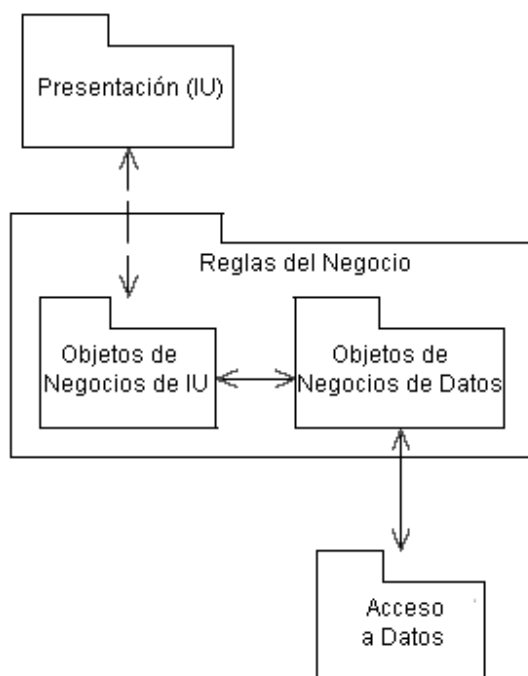 Presentación (IU)
Reglas del Negocio
Objetos de
Negocios de IU
Objetos de
Negocios de Datos
Acceso
a Datos